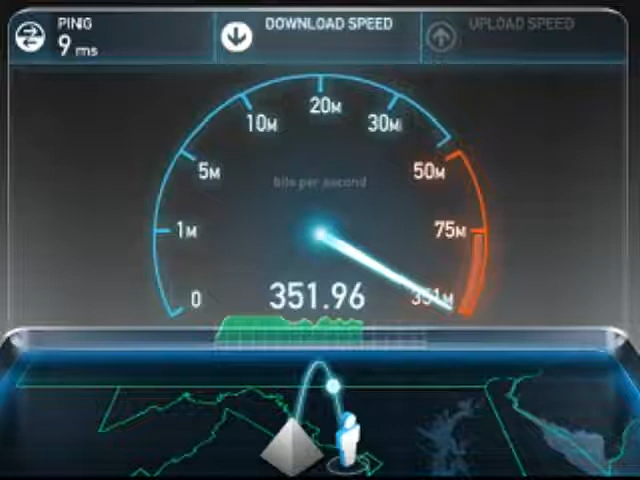 PING
9 ms
DOWNLOAD SPEED
UPLOAD SPEED
20M
10M
30M
5M
50M
bits per second
1M
75M
0
351.96
351M